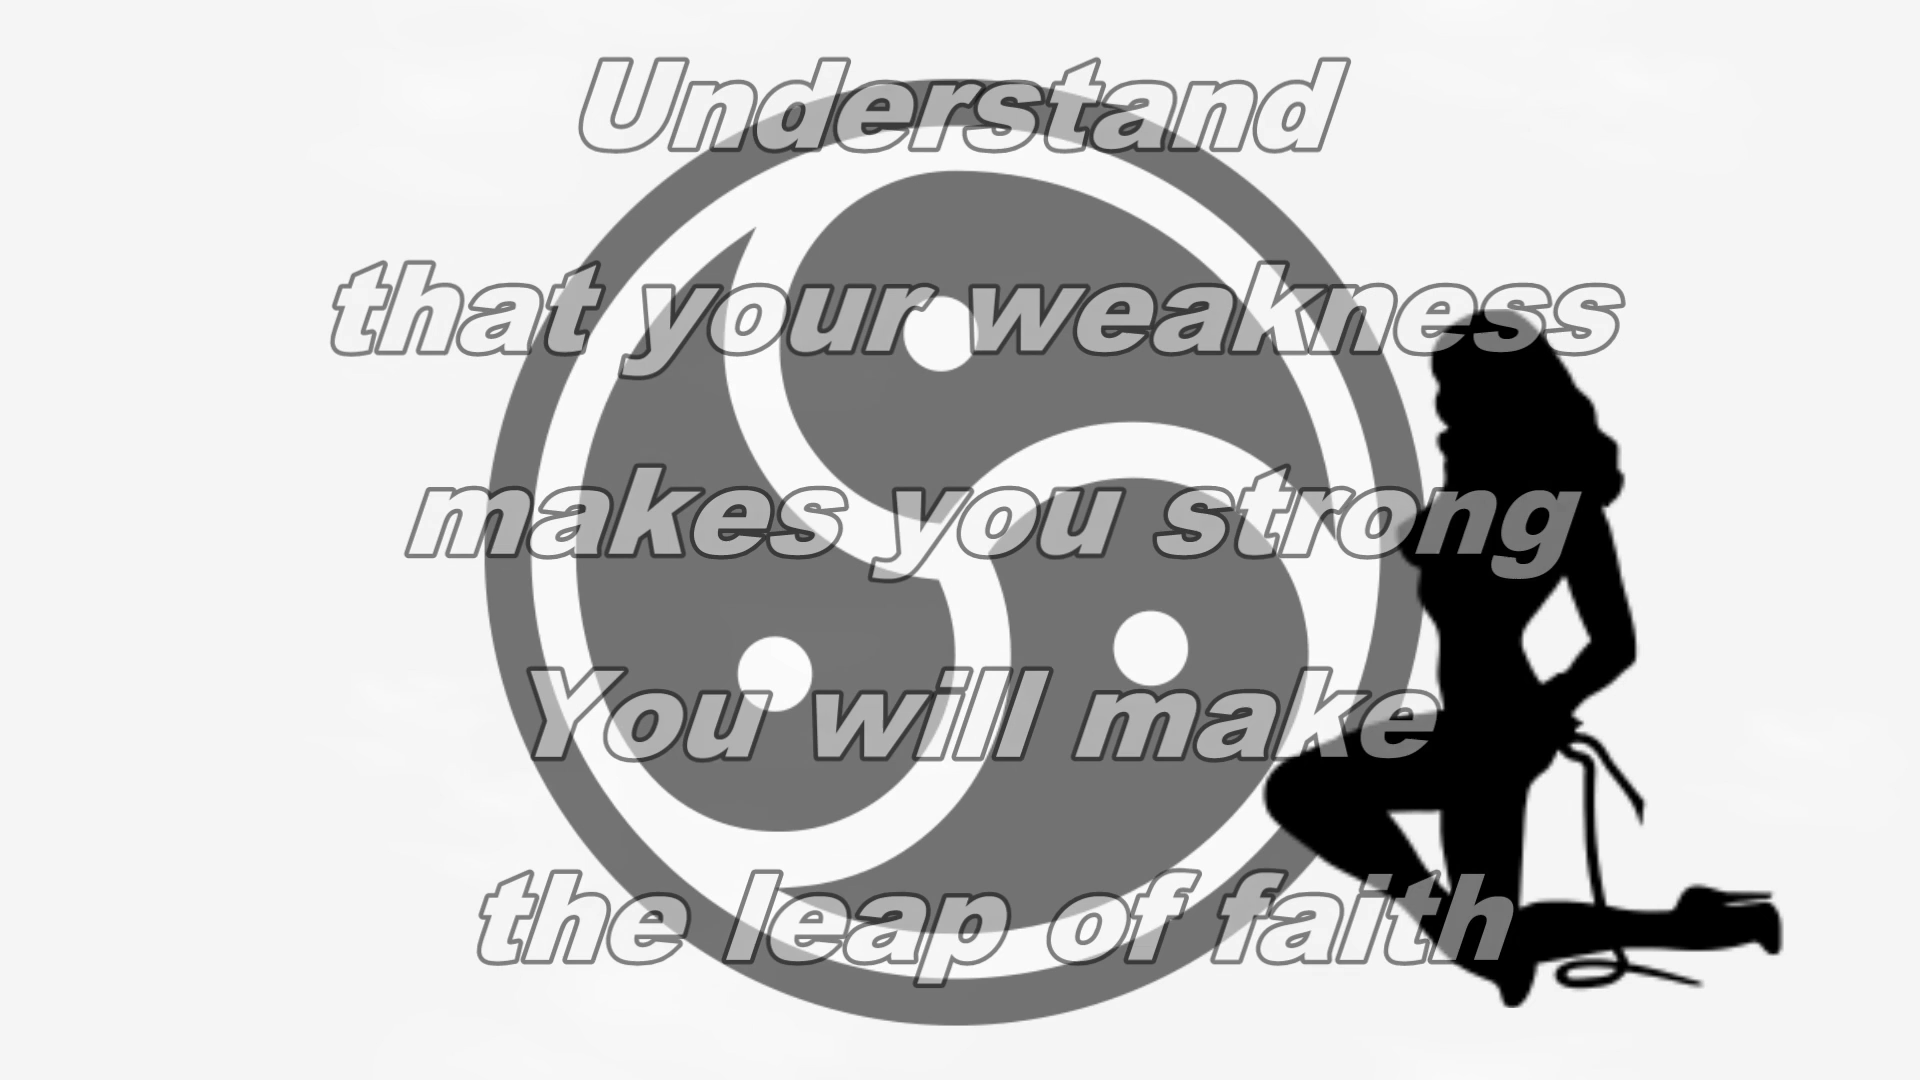 Understand
that your weakness
makes you strong
You will make
the leap of faith